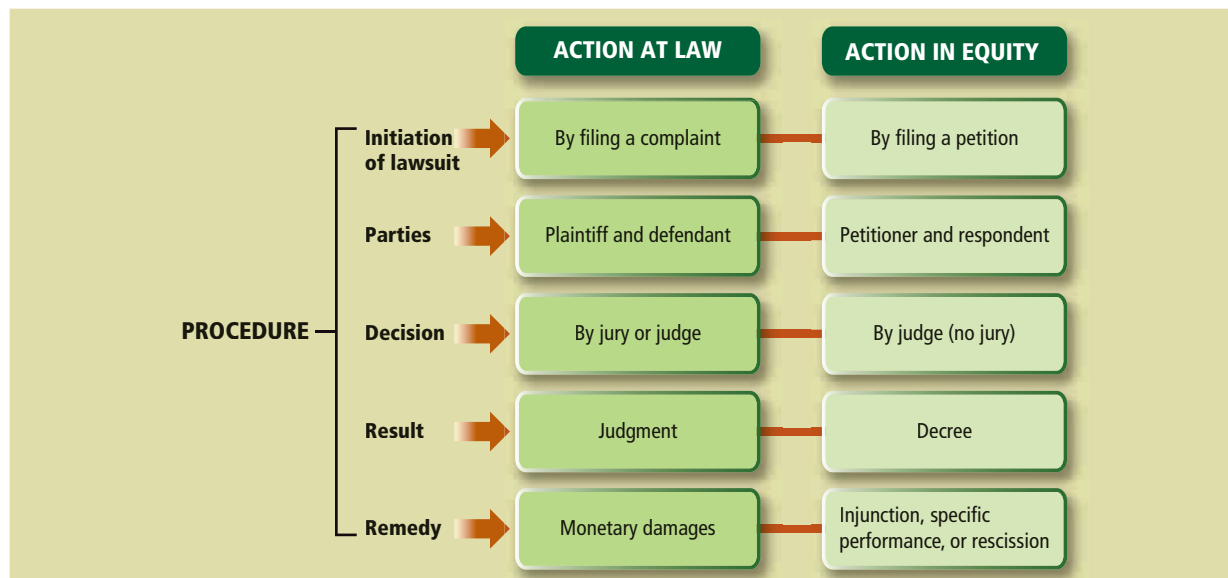 ACTION AT LAW
ACTION IN EQUITY
PROCEDURE
Initiation
of lawsuit
By filing a complaint
By filing a petition
Parties
Plaintiff and defendant
Petitioner and respondent
Decision
By jury or judge
By judge (no jury)
Result
Judgment
Decree
Remedy
Monetary damages
Injunction, specific
performance, or rescission